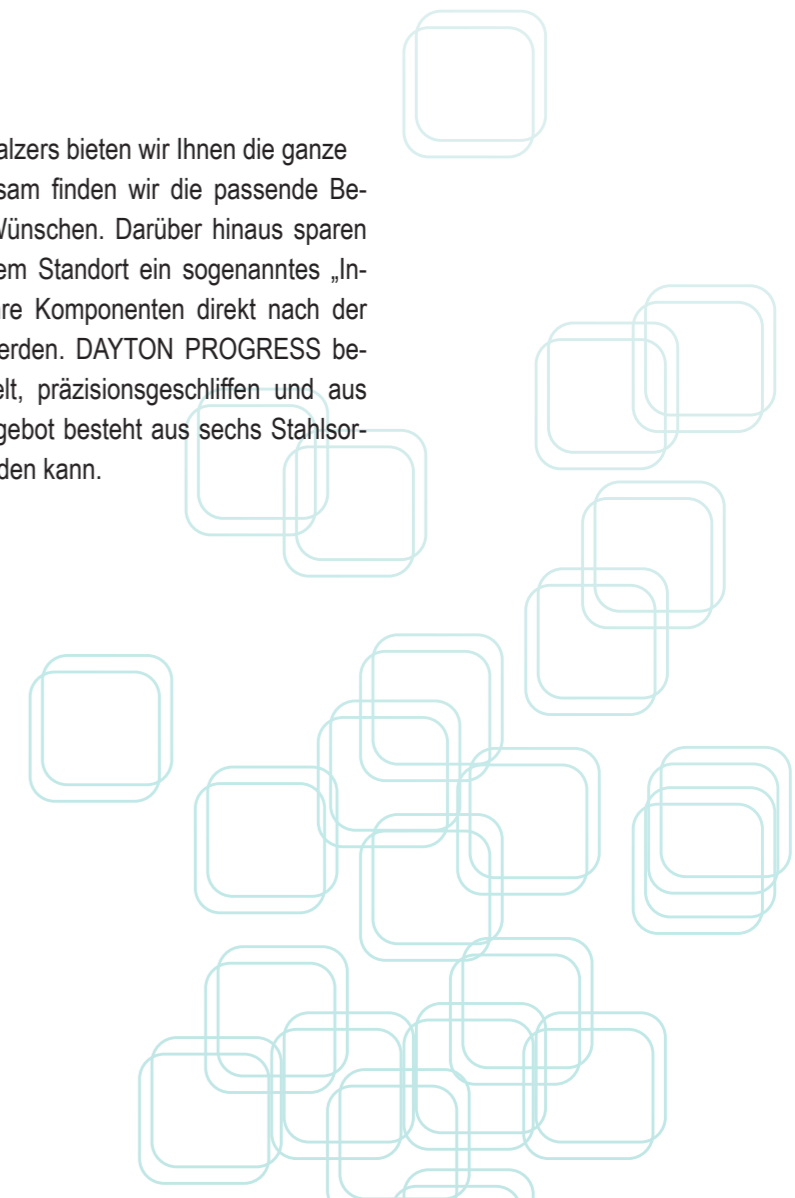 alzers bieten wir Ihnen die ganze
sam finden wir die passende Be-
Wünschen. Darüber hinaus sparen
em Standort ein sogenanntes „In-
re Komponenten direkt nach der
erden. DAYTON PROGRESS be-
elt, präzisionsgeschliffen und aus
gebot besteht aus sechs Stahlsor-
den kann.